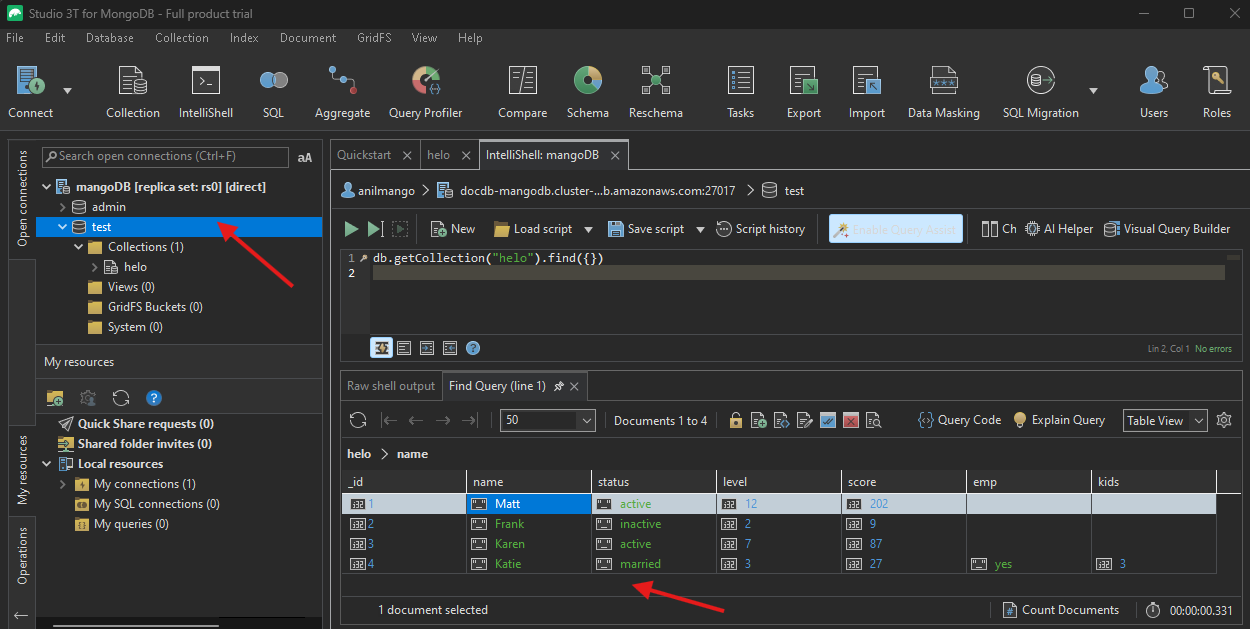 Studio 3T for MongoDB - Full product trial
File Edit Database Collection Index Document GridFS View Help
Connect Collection IntelliShell SQL Aggregate Query Profiler Compare Schema Reschema Tasks Export Import Data Masking SQL Migration Users Roles
Open connections
Search open connections (Ctrl+F) aA
mangoDB [replica set: rs0] [direct]
admin
test
Collections (1)
helo
Views (0)
GridFS Buckets (0)
System (0)
My resources
My resources
Quick Share requests (0)
Shared folder invites (0)
Local resources
My connections (1)
My SQL connections (0)
My queries (0)
Operations
Quickstart helo IntelliShell: mangoDB
anilmango docdb-mangodb.cluster-...b.amazonaws.com:27017 test
New Load script Save script Script history Enable Query Assist Ch AI Helper Visual Query Builder
1 db.getCollection("helo").find({})
2
Lin 2, Col 1 No errors
Raw shell output Find Query (line 1)
50 Documents 1 to 4 Query Code Explain Query Table View
helo > name
_id name status level score emp kids
1 Matt active 12 202
2 Frank inactive 2 9
3 Karen active 7 87
4 Katie married 3 27 yes 3
1 document selected Count Documents 00:00:00.331